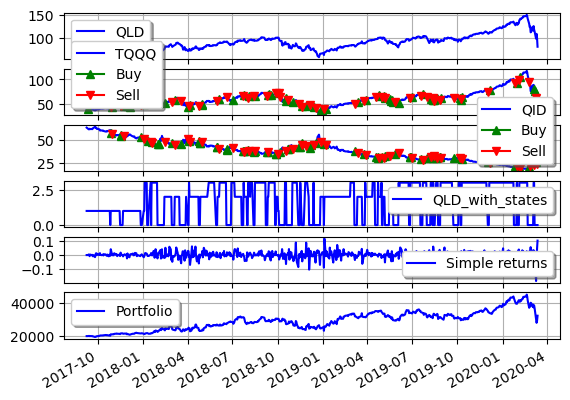 150
100
QLD
TQQQ
Buy
Sell
100
50
QID
Buy
Sell
50
25
2.5
0.0
QLD_with_states
0.1
0.0
−0.1
Simple returns
40000
20000
Portfolio
2017-10
2018-01
2018-04
2018-07
2018-10
2019-01
2019-04
2019-07
2019-10
2020-01
2020-04